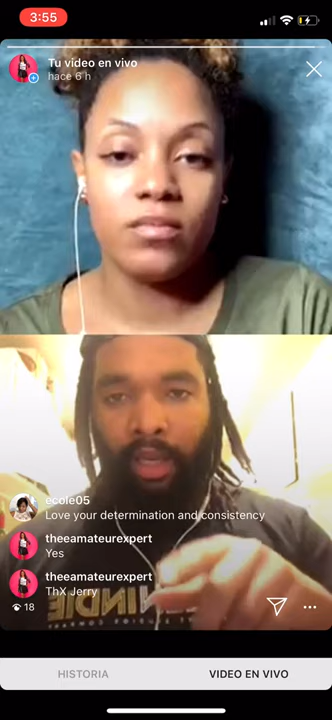 3:55
Tu video en vivo
hace 6 h
ecole05
Love your determination and consistency
theeamateurexpert
Yes
theeamateurexpert
ThX Jerry
18
HISTORIA
VIDEO EN VIVO